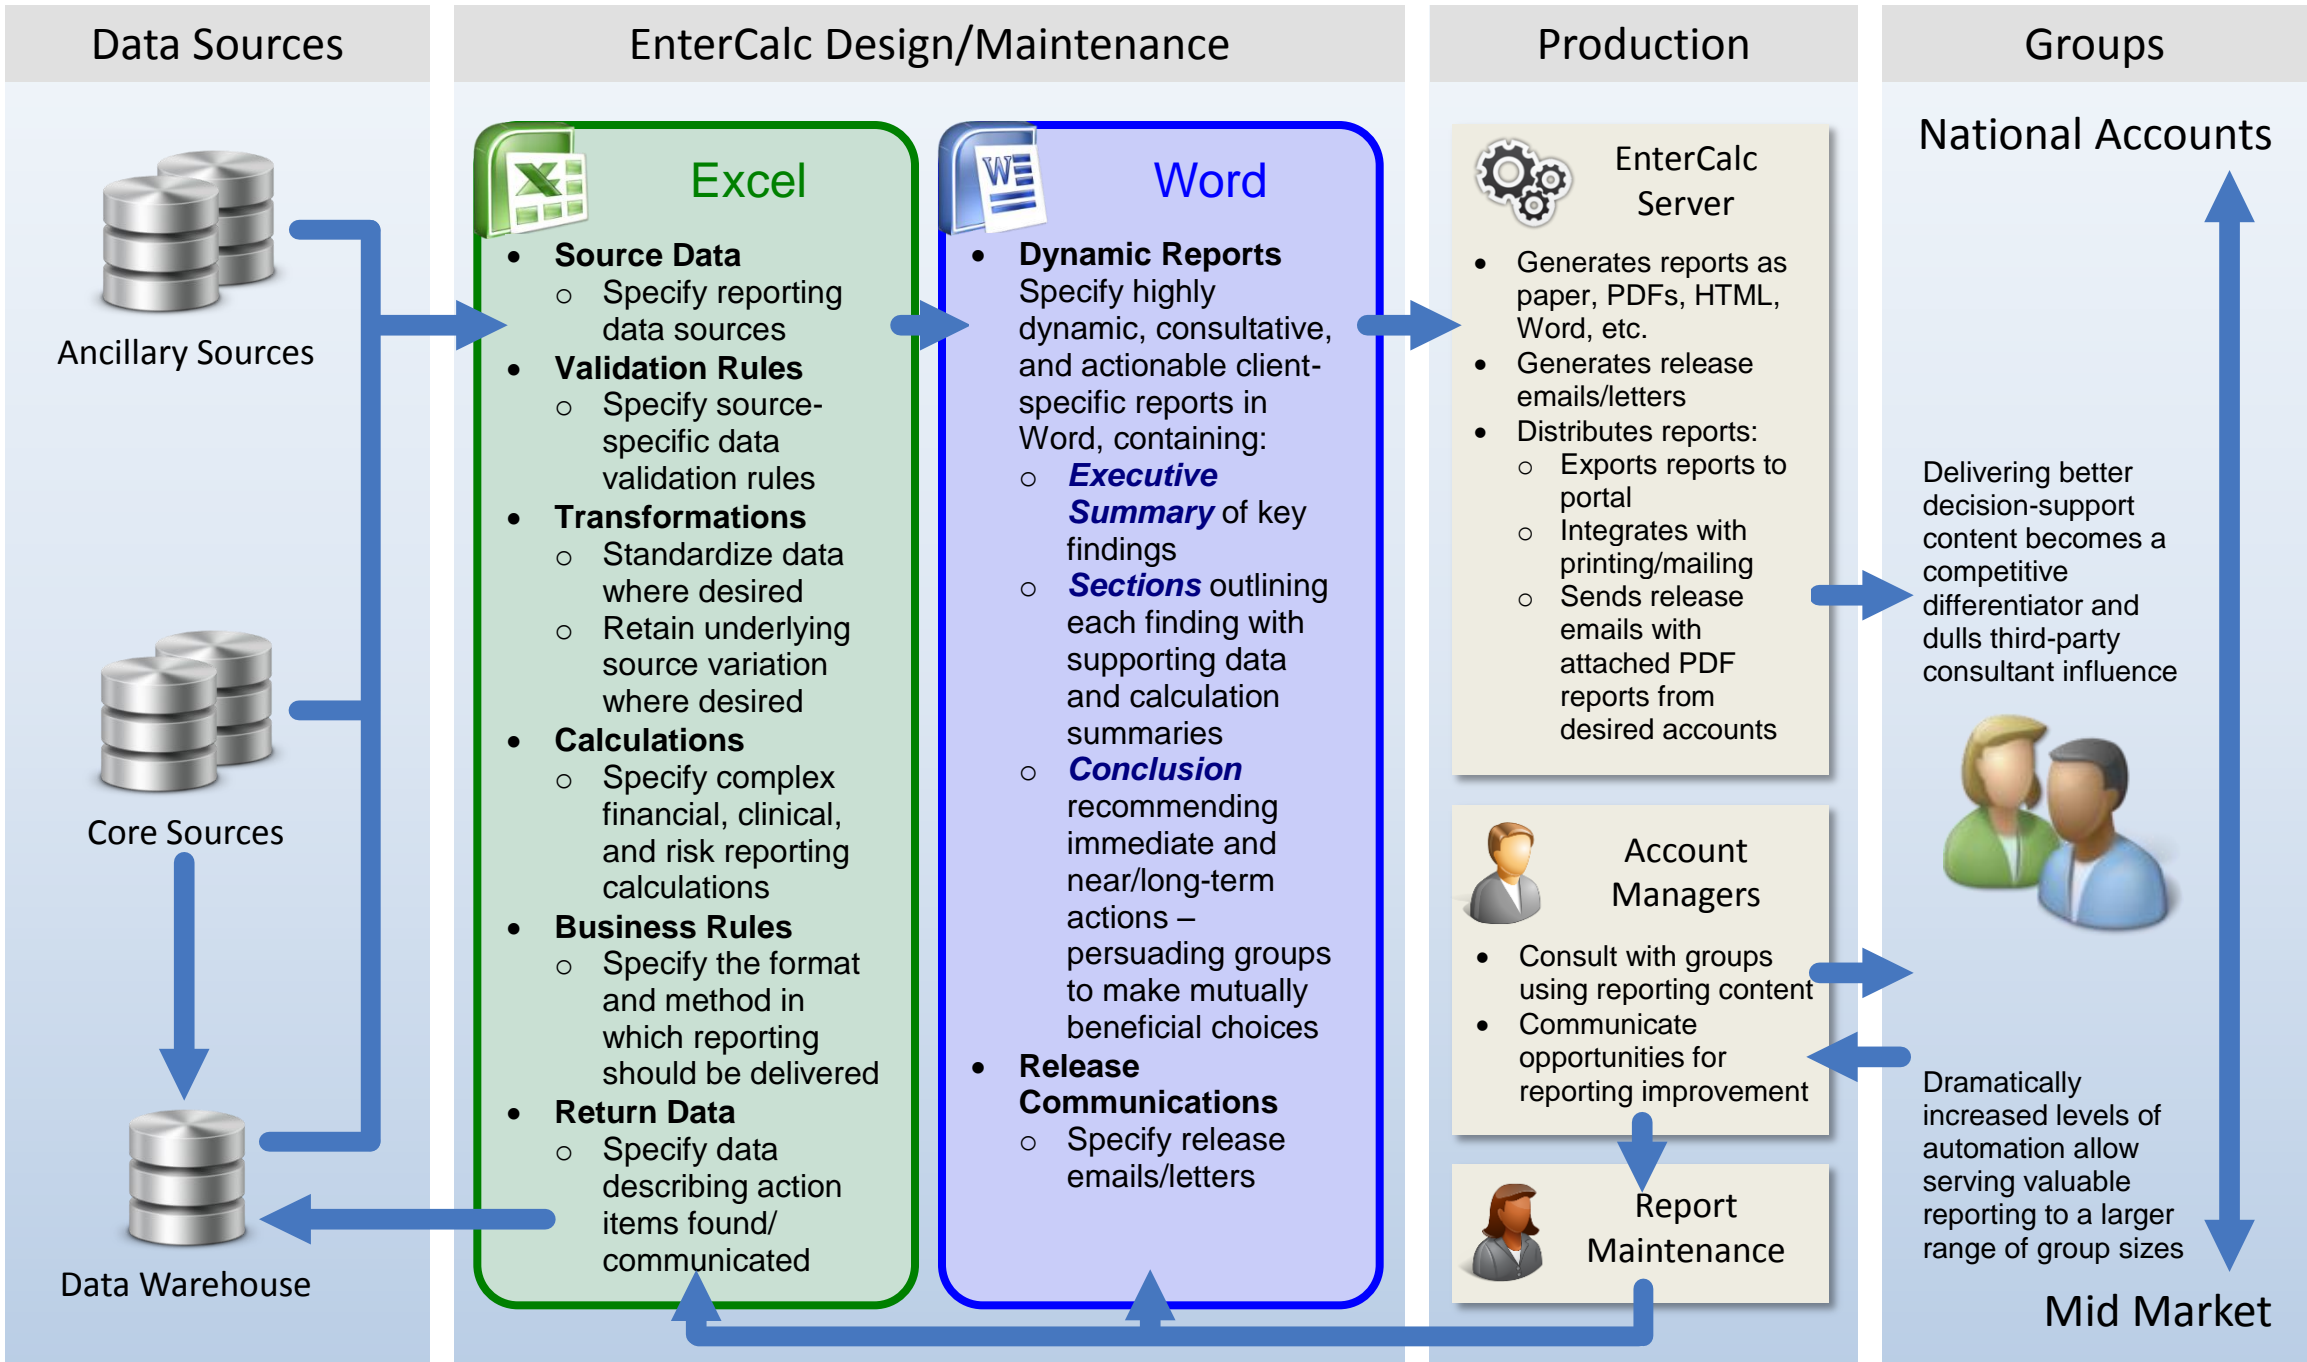 Data Sources
EnterCalc Design/Maintenance
Production
Groups
Ancillary Sources
Core Sources
Data Warehouse
Excel
• Source Data
o Specify reporting
data sources
• Validation Rules
o Specify source-
specific data
validation rules
• Transformations
o Standardize data
where desired
o Retain underlying
source variation
where desired
• Calculations
o Specify complex
financial, clinical,
and risk reporting
calculations
• Business Rules
o Specify the format
and method in
which reporting
should be delivered
• Return Data
o Specify data
describing action
items found/
communicated
W
Word
• Dynamic Reports
Specify highly
dynamic, consultative,
and actionable client-
specific reports in
Word, containing:
o Executive
Summary of key
findings
o Sections outlining
each finding with
supporting data
and calculation
summaries
o Conclusion
recommending
immediate and
near/long-term
actions –
persuading groups
to make mutually
beneficial choices
• Release
Communications
o Specify release
emails/letters
EnterCalc
Server
• Generates reports as
paper, PDFs, HTML,
Word, etc.
• Generates release
emails/letters
• Distributes reports:
o Exports reports to
portal
o Integrates with
printing/mailing
o Sends release
emails with
attached PDF
reports from
desired accounts
Account
Managers
• Consult with groups
using reporting content
• Communicate
opportunities for
reporting improvement
Report
Maintenance
National Accounts
Delivering better
decision-support
content becomes a
competitive
differentiator and
dulls third-party
consultant influence
Dramatically
increased levels of
automation allow
serving valuable
reporting to a larger
range of group sizes
Mid Market